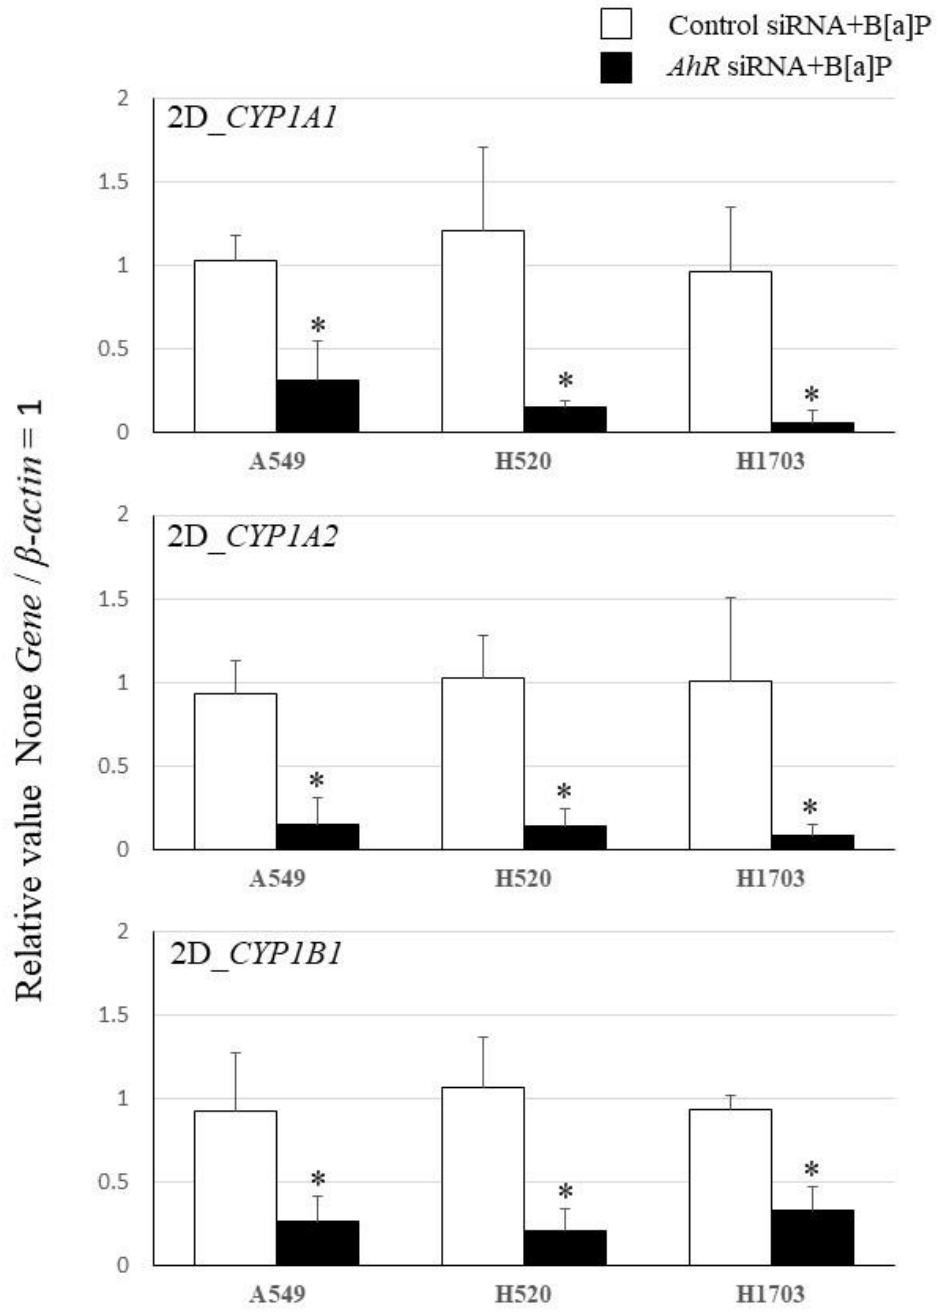 Control siRNA+B[a]P
AhR siRNA+B[a]P
Relative value None Gene / β-actin = 1
2D_CYP1A1
2
1.5
1
0.5
0
*
*
*
A549 H520 H1703
2D_CYP1A2
2
1.5
1
0.5
0
*
*
*
A549 H520 H1703
2D_CYP1B1
2
1.5
1
0.5
0
*
*
*
A549 H520 H1703